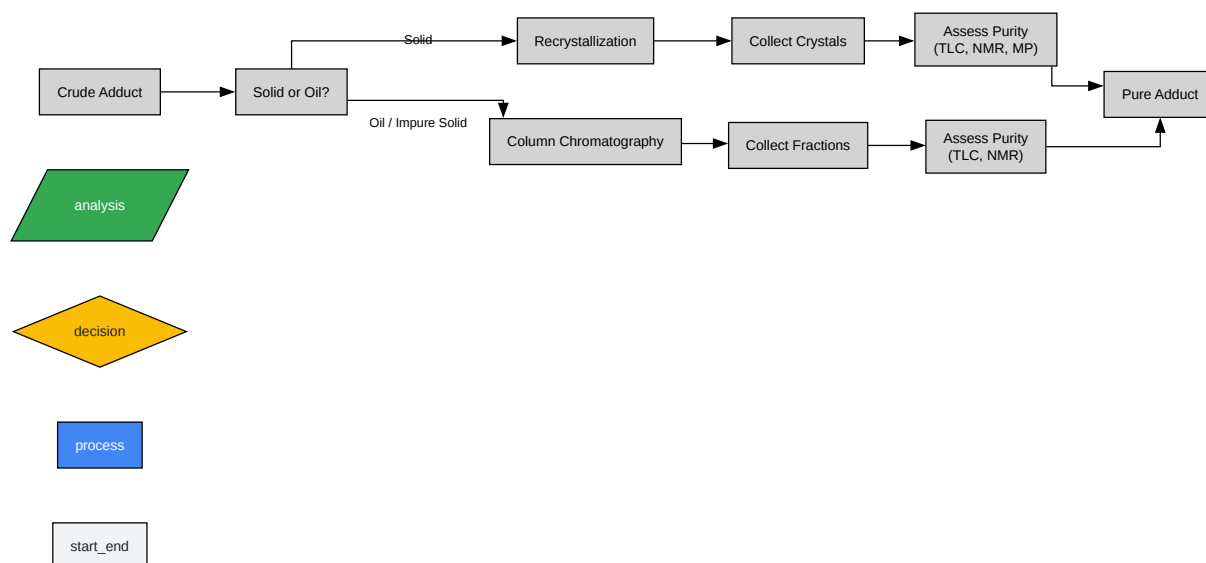 Crude Adduct
Solid or Oil?
Solid
Recrystallization
Collect Crystals
Assess Purity
(TLC, NMR, MP)
Oil / Impure Solid
Column Chromatography
Collect Fractions
Assess Purity
(TLC, NMR)
Pure Adduct
analysis
decision
process
start_end